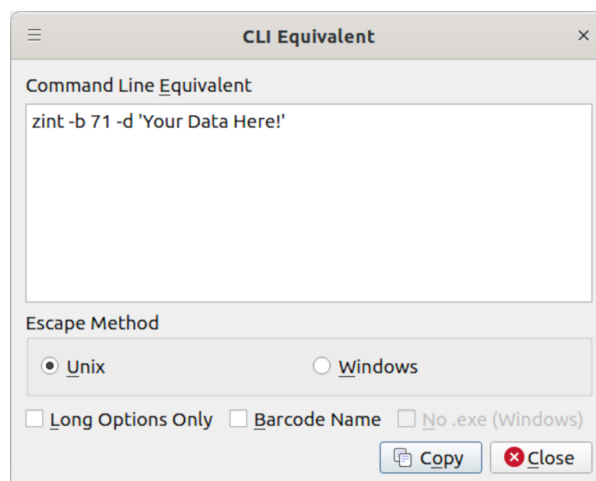 CLI Equivalent
Command Line Equivalent
zint -b 71 -d 'Your Data Here!'
Escape Method
Unix Windows
Long Options Only Barcode Name No .exe (Windows)
Copy Close